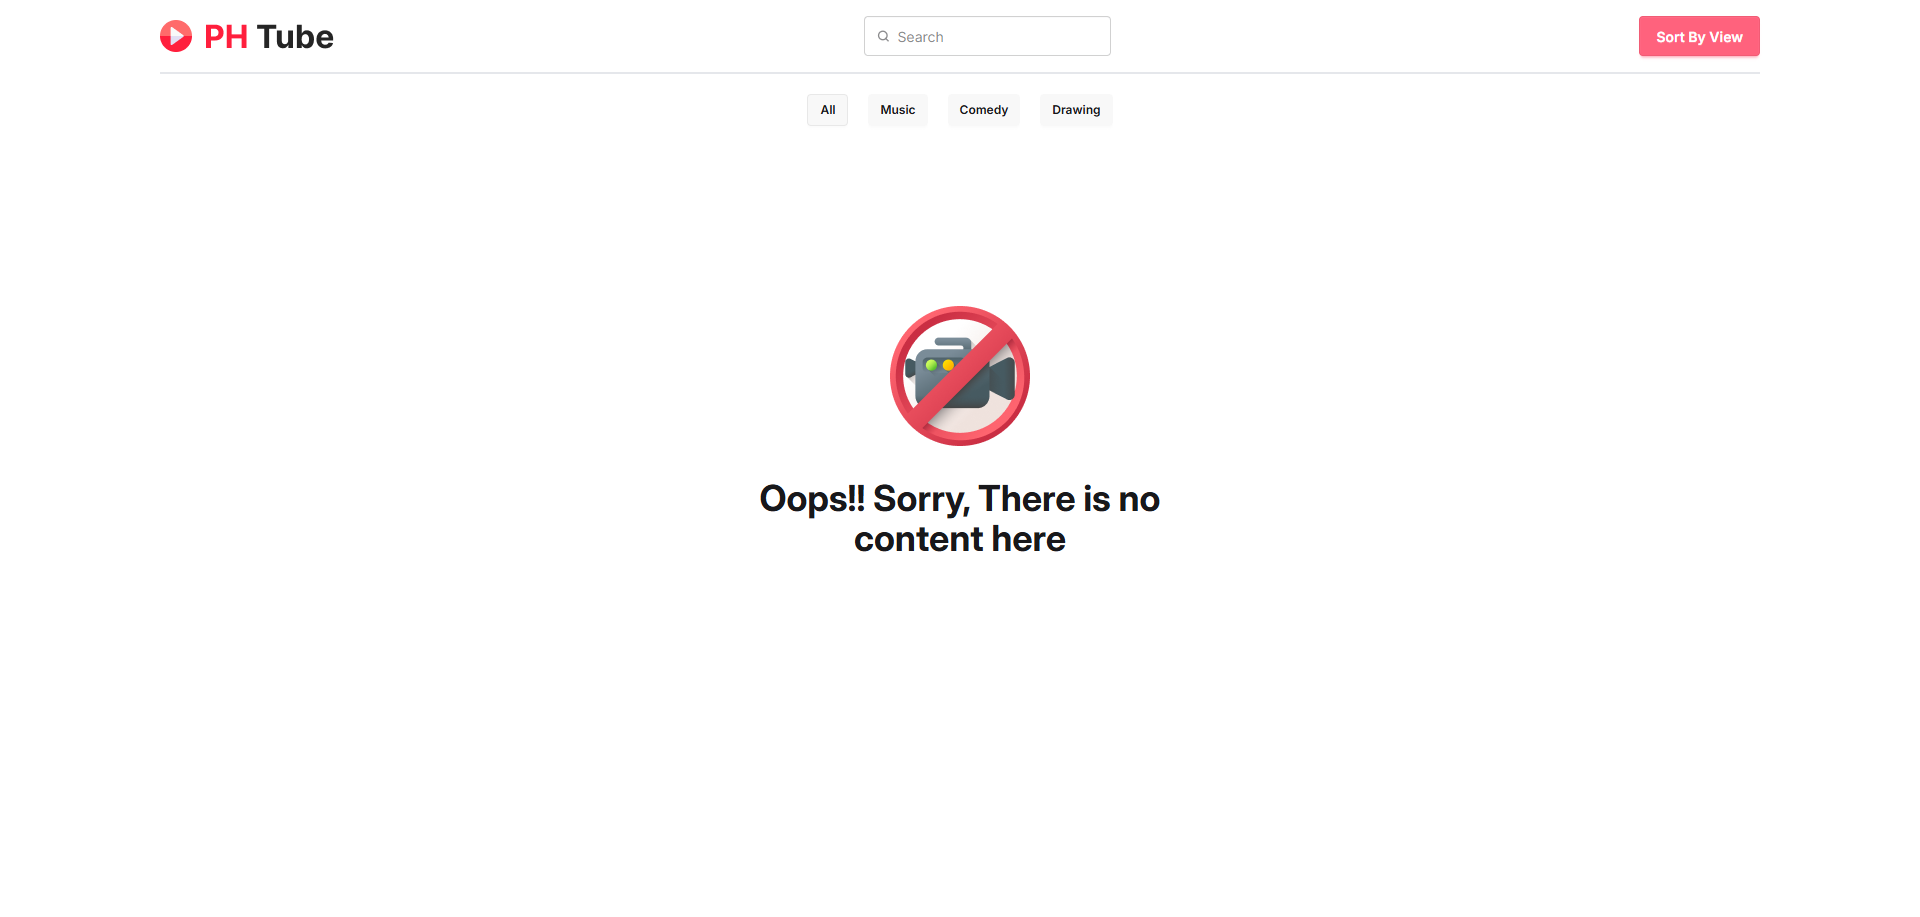 PH Tube
Search
Sort By View
All
Music
Comedy
Drawing
Oops!! Sorry, There is no
content here